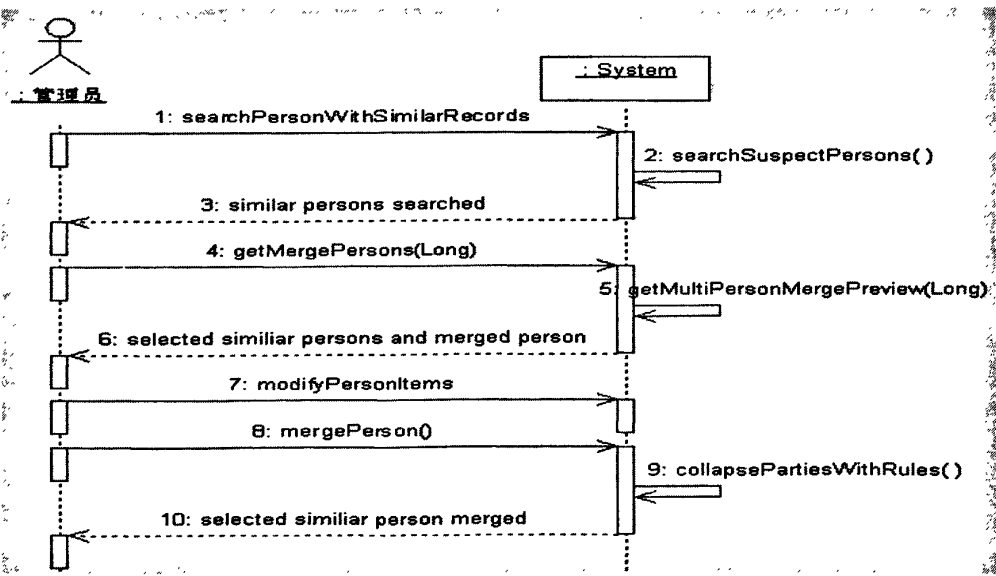 : 管理员
: System
1: searchPersonWithSimilarRecords
2: searchSuspectPersons( )
3: similar persons searched
4: getMergePersons(Long)
5: getMultiPersonMergePreview(Long)
6: selected similiar persons and merged person
7: modifyPersonItems
8: mergePerson()
9: collapsePartiesWithRules( )
10: selected similiar person merged